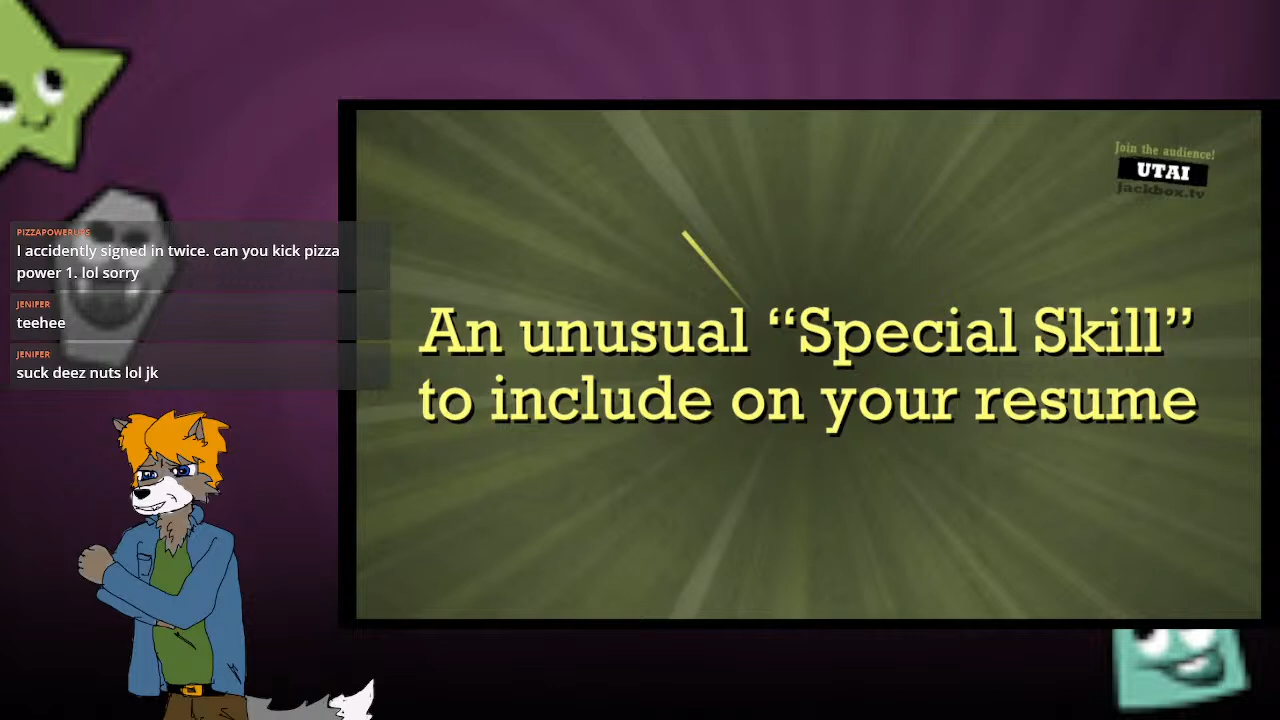 Join the audience!
UTAI
jackbox.tv
PIZZAPOWERUPS
I accidently signed in twice. can you kick pizza
power 1. lol sorry
JENIFER
teehee
JENIFER
suck deez nuts lol jk
An unusual “Special Skill”
to include on your resume